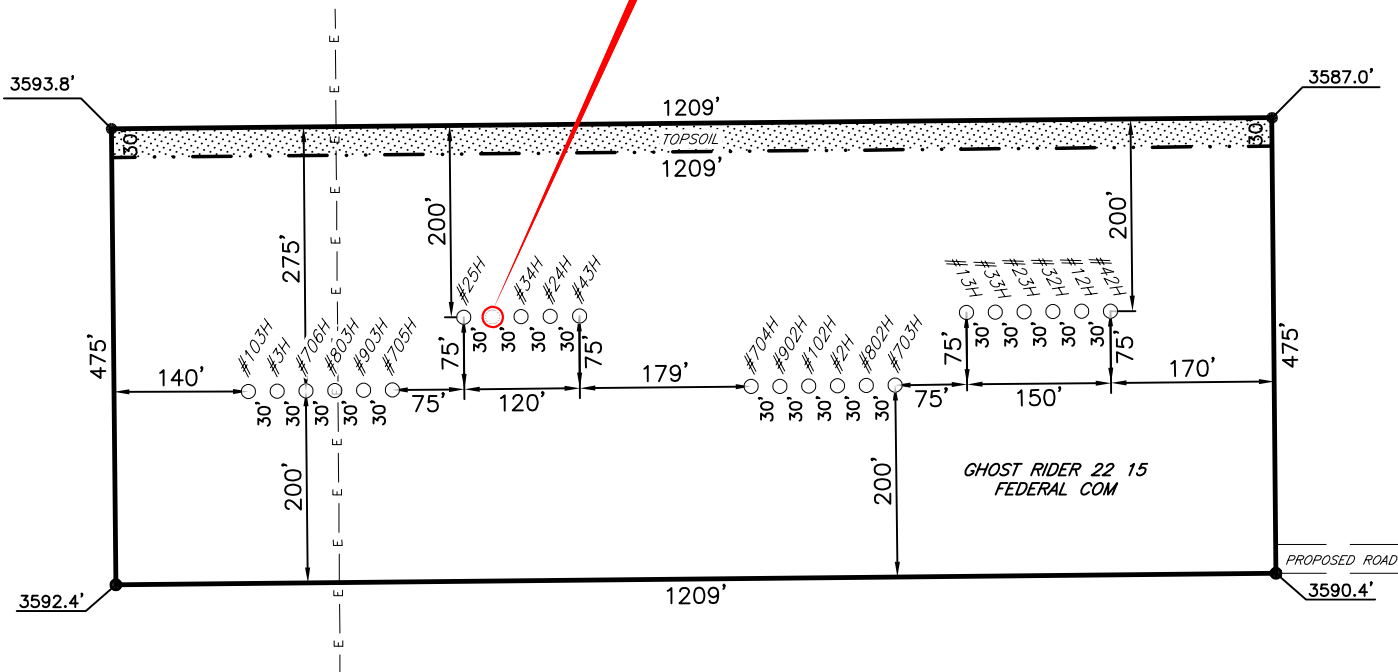 3593.8'
3587.0'
1209'
30'
TOPSOIL
30'
1209'
200'
200'
275'
#25H
#34H
#24H
#43H
#13H
#33H
#23H
#32H
#12H
#42H
30'
30'
30'
30'
30'
30'
30'
30'
30'
475'
475'
#103H
#3H
#706H
#803H
#903H
#705H
75'
75'
#704H
#902H
#102H
#2H
#802H
#703H
75'
75'
140'
179'
170'
30'
30'
30'
30'
30'
75'
120'
30'
30'
30'
30'
30'
75'
150'
200'
200'
GHOST RIDER 22 15
FEDERAL COM
E
E
E
E
E
E
E
E
E
E
E
PROPOSED ROAD
3592.4'
1209'
3590.4'